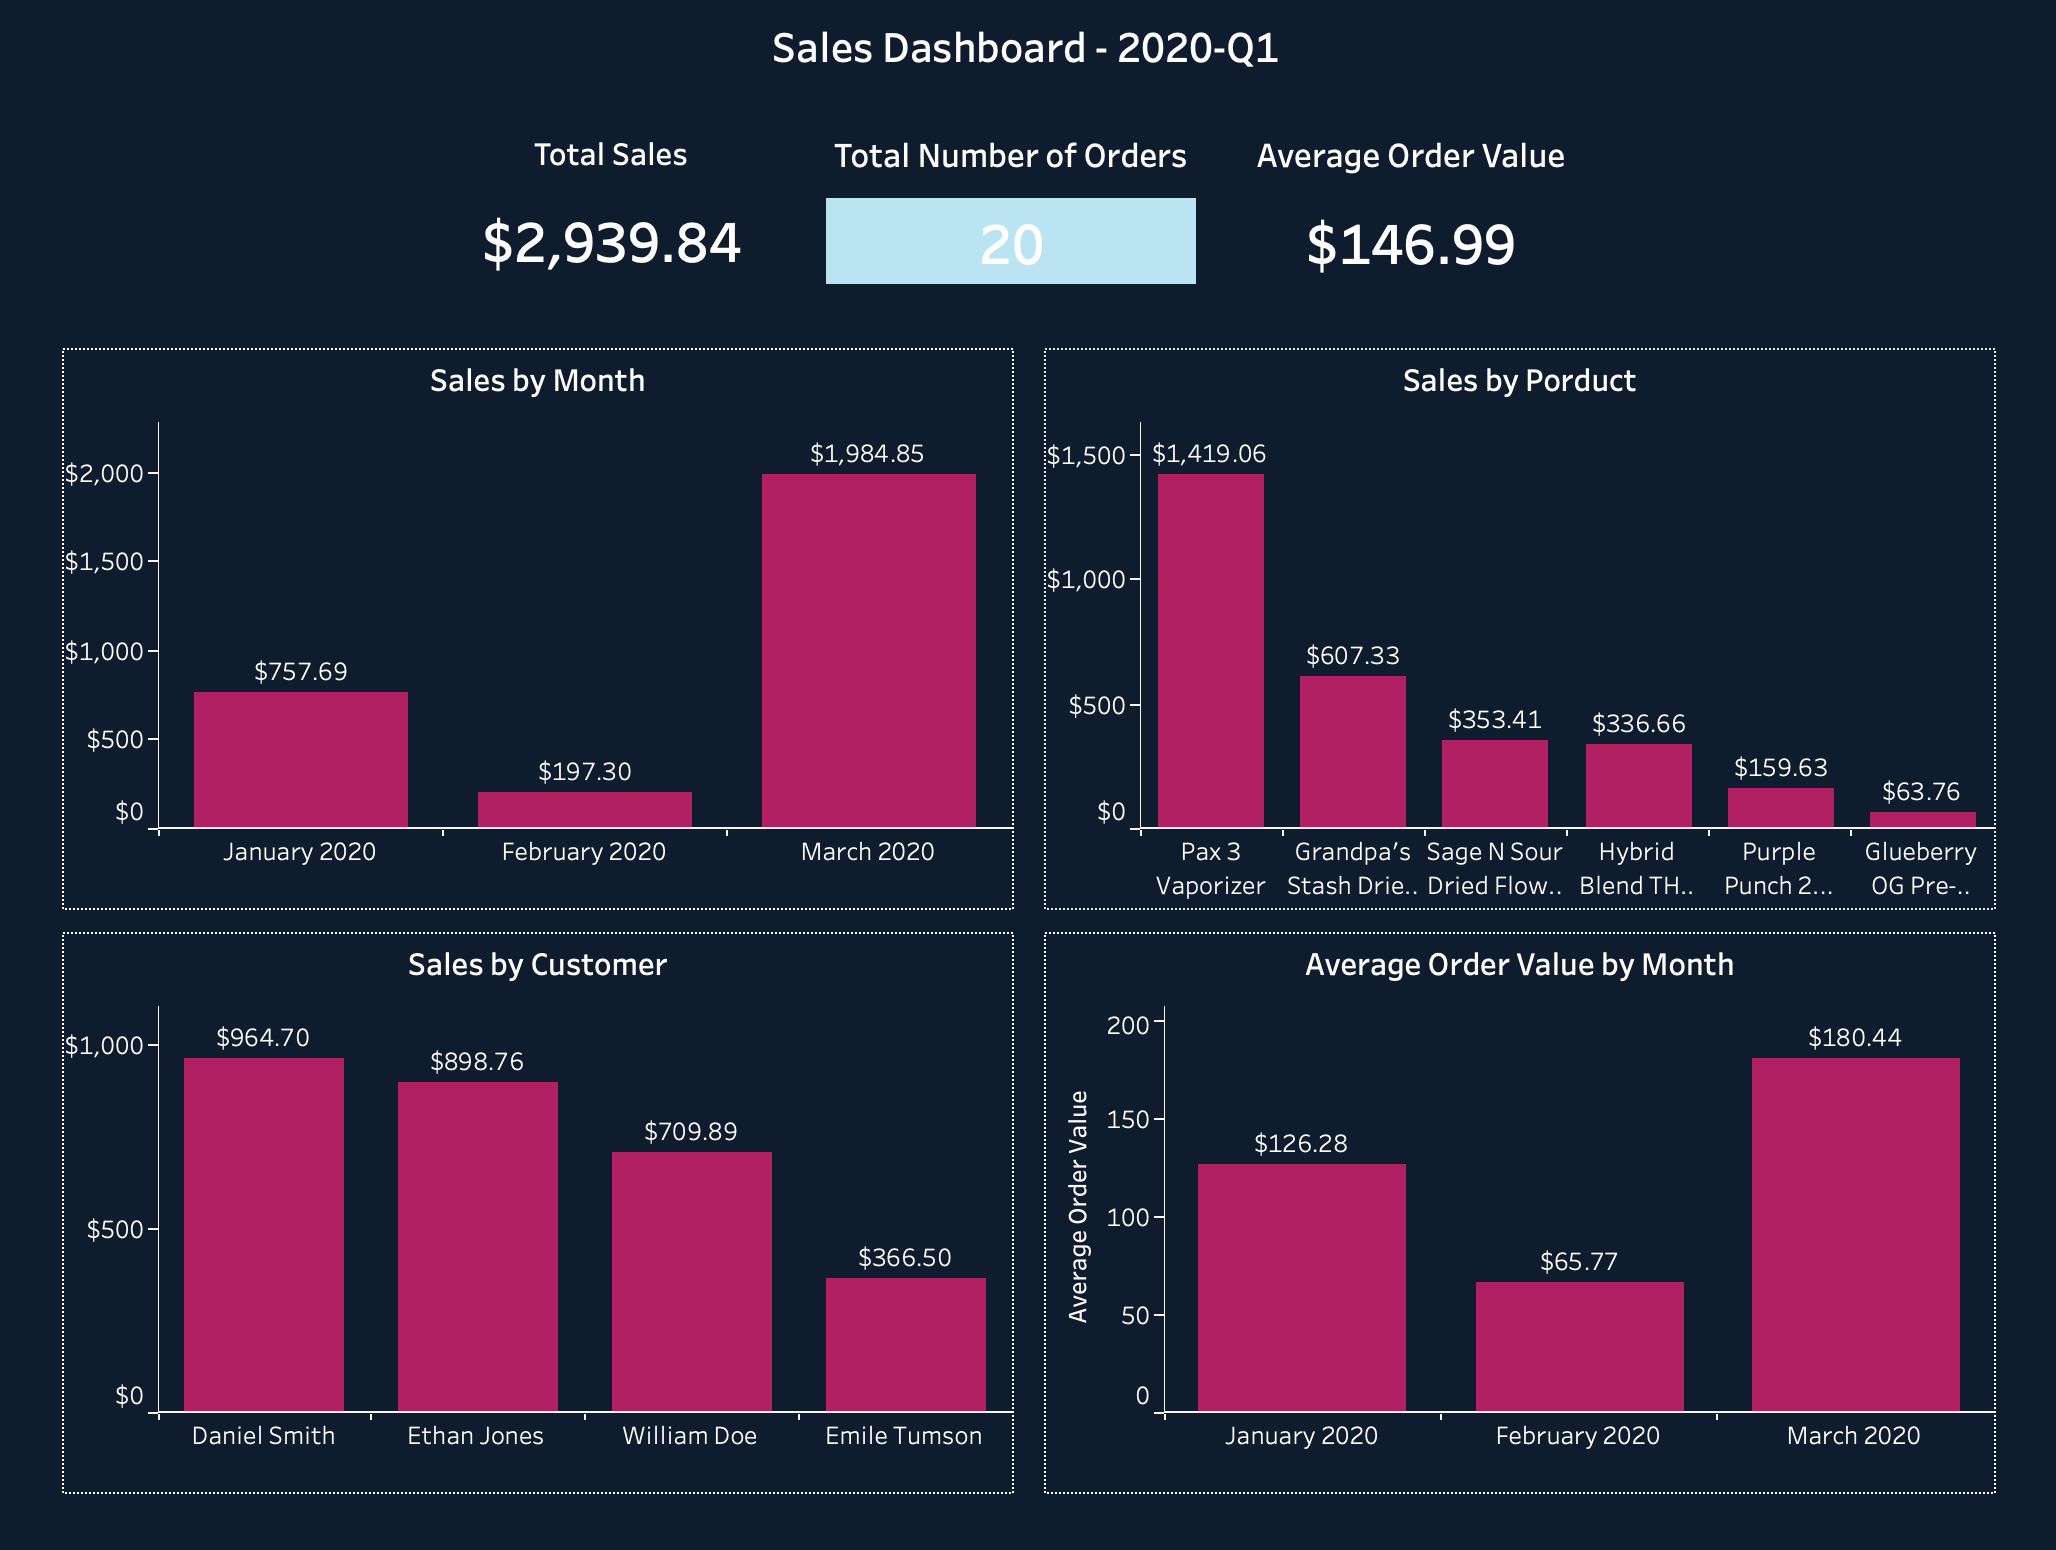 Sales Dashboard - 2020-Q1
Total Sales
Total Number of Orders
Average Order Value
$2,939.84
20
$146.99
Sales by Month
$2,000
$1,500
$1,000
$500
$0
$757.69
$197.30
$1,984.85
January 2020
February 2020
March 2020
Sales by Porduct
$1,500
$1,000
$500
$0
$1,419.06
$607.33
$353.41
$336.66
$159.63
$63.76
Pax 3
Vaporizer
Grandpa's
Stash Drie..
Sage N Sour
Dried Flow..
Hybrid
Blend TH..
Purple
Punch 2...
Glueberry
OG Pre-..
Sales by Customer
$1,000
$500
$0
$964.70
$898.76
$709.89
$366.50
Daniel Smith
Ethan Jones
William Doe
Emile Tumson
Average Order Value by Month
Average Order Value
200
150
100
50
0
$126.28
$65.77
$180.44
January 2020
February 2020
March 2020